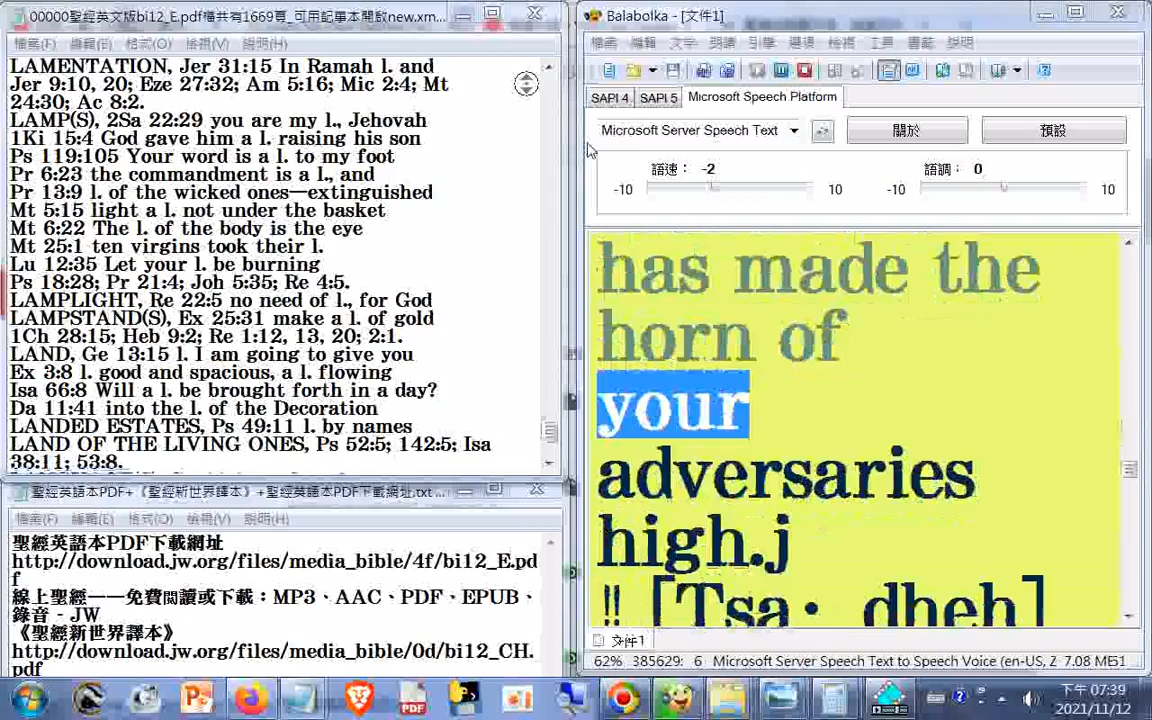 00000聖經英文版bi12_E.pdf檔共有1669頁_可用記事本開啟new.xm...
檔案(F) 編輯(E) 格式(O) 檢視(V) 說明(H)
LAMENTATION, Jer 31:15 In Ramah l. and
Jer 9:10, 20; Eze 27:32; Am 5:16; Mic 2:4; Mt
24:30; Ac 8:2.
LAMP(S), 2Sa 22:29 you are my l., Jehovah
1Ki 15:4 God gave him a l. raising his son
Ps 119:105 Your word is a l. to my foot
Pr 6:23 the commandment is a l., and
Pr 13:9 l. of the wicked ones—extinguished
Mt 5:15 light a l. not under the basket
Mt 6:22 The l. of the body is the eye
Mt 25:1 ten virgins took their l.
Lu 12:35 Let your l. be burning
Ps 18:28; Pr 21:4; Joh 5:35; Re 4:5.
LAMPLIGHT, Re 22:5 no need of l., for God
LAMPSTAND(S), Ex 25:31 make a l. of gold
1Ch 28:15; Heb 9:2; Re 1:12, 13, 20; 2:1.
LAND, Ge 13:15 l. I am going to give you
Ex 3:8 l. good and spacious, a l. flowing
Isa 66:8 Will a l. be brought forth in a day?
Da 11:41 into the l. of the Decoration
LANDED ESTATES, Ps 49:11 l. by names
LAND OF THE LIVING ONES, Ps 52:5; 142:5; Isa
38:11; 53:8.
聖經英語本PDF+《聖經新世界譯本》+聖經英語本PDF下載網址.txt ...
檔案(F) 編輯(E) 格式(O) 檢視(V) 說明(H)
聖經英語本PDF下載網址
http://download.jw.org/files/media_bible/4f/bi12_E.pd
f
線上聖經——免費閱讀或下載：MP3、AAC、PDF、EPUB、
錄音 - JW
《聖經新世界譯本》
http://download.jw.org/files/media_bible/0d/bi12_CH.
pdf
Balabolka - [文件1]
檔案 編輯 文字 朗讀 引擎 選項 檢視 工具 書籤 說明
SAPI 4 SAPI 5 Microsoft Speech Platform
Microsoft Server Speech Text 關於 預設
語速： -2 語調： 0
-10 10 -10 10
has made the
horn of
your
adversaries
high.j
‼ [Tsa· dheh]
文件1
62% 385629: 6 Microsoft Server Speech Text to Speech Voice (en-US, Z 7.08 MB
下午 07:39
2021/11/12